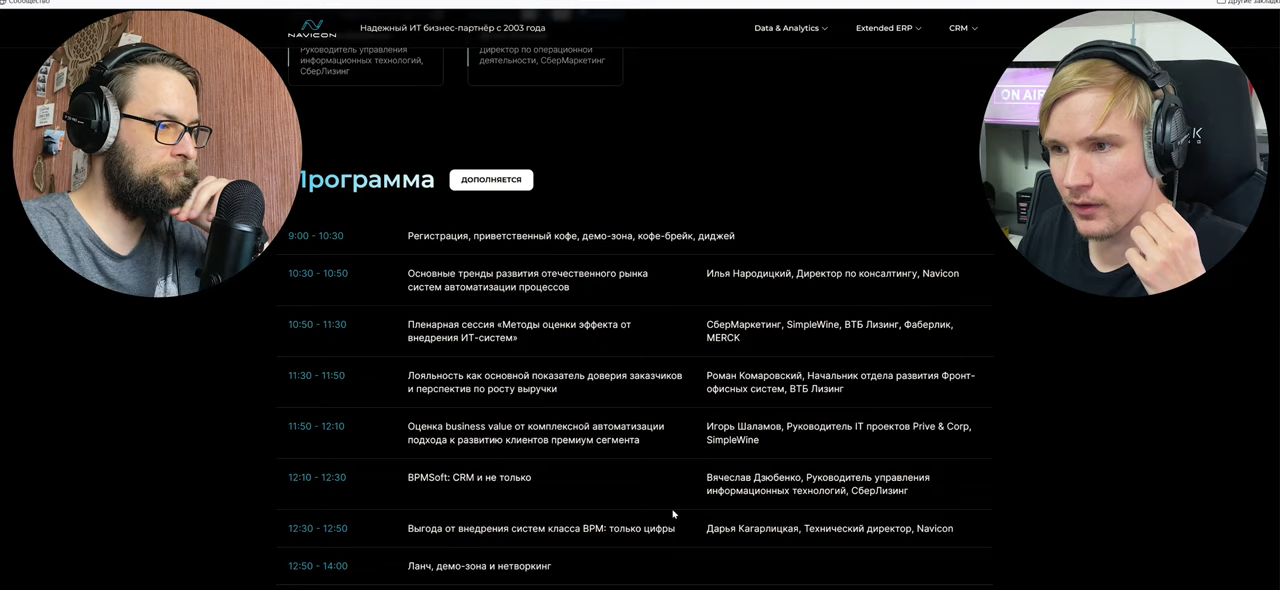 Сообщество
Другие закладки
NAVICON
Надежный ИТ бизнес-партнёр с 2003 года
Data & Analytics
Extended ERP
CRM
Руководитель управления
информационных технологий,
СберЛизинг
Директор по операционной
деятельности, СберМаркетинг
ON AIR
Программа
ДОПОЛНЯЕТСЯ
9:00 - 10:30
Регистрация, приветственный кофе, демо-зона, кофе-брейк, диджей
10:30 - 10:50
Основные тренды развития отечественного рынка
систем автоматизации процессов
Илья Народицкий, Директор по консалтингу, Navicon
10:50 - 11:30
Пленарная сессия «Методы оценки эффекта от
внедрения ИТ-систем»
СберМаркетинг, SimpleWine, ВТБ Лизинг, Фаберлик,
MERCK
11:30 - 11:50
Лояльность как основной показатель доверия заказчиков
и перспектив по росту выручки
Роман Комаровский, Начальник отдела развития Фронт-
офисных систем, ВТБ Лизинг
11:50 - 12:10
Оценка business value от комплексной автоматизации
подхода к развитию клиентов премиум сегмента
Игорь Шаламов, Руководитель IT проектов Prive & Corp,
SimpleWine
12:10 - 12:30
BPMSoft: CRM и не только
Вячеслав Дзюбенко, Руководитель управления
информационных технологий, СберЛизинг
12:30 - 12:50
Выгода от внедрения систем класса BPM: только цифры
Дарья Кагарлицкая, Технический директор, Navicon
12:50 - 14:00
Ланч, демо-зона и нетворкинг